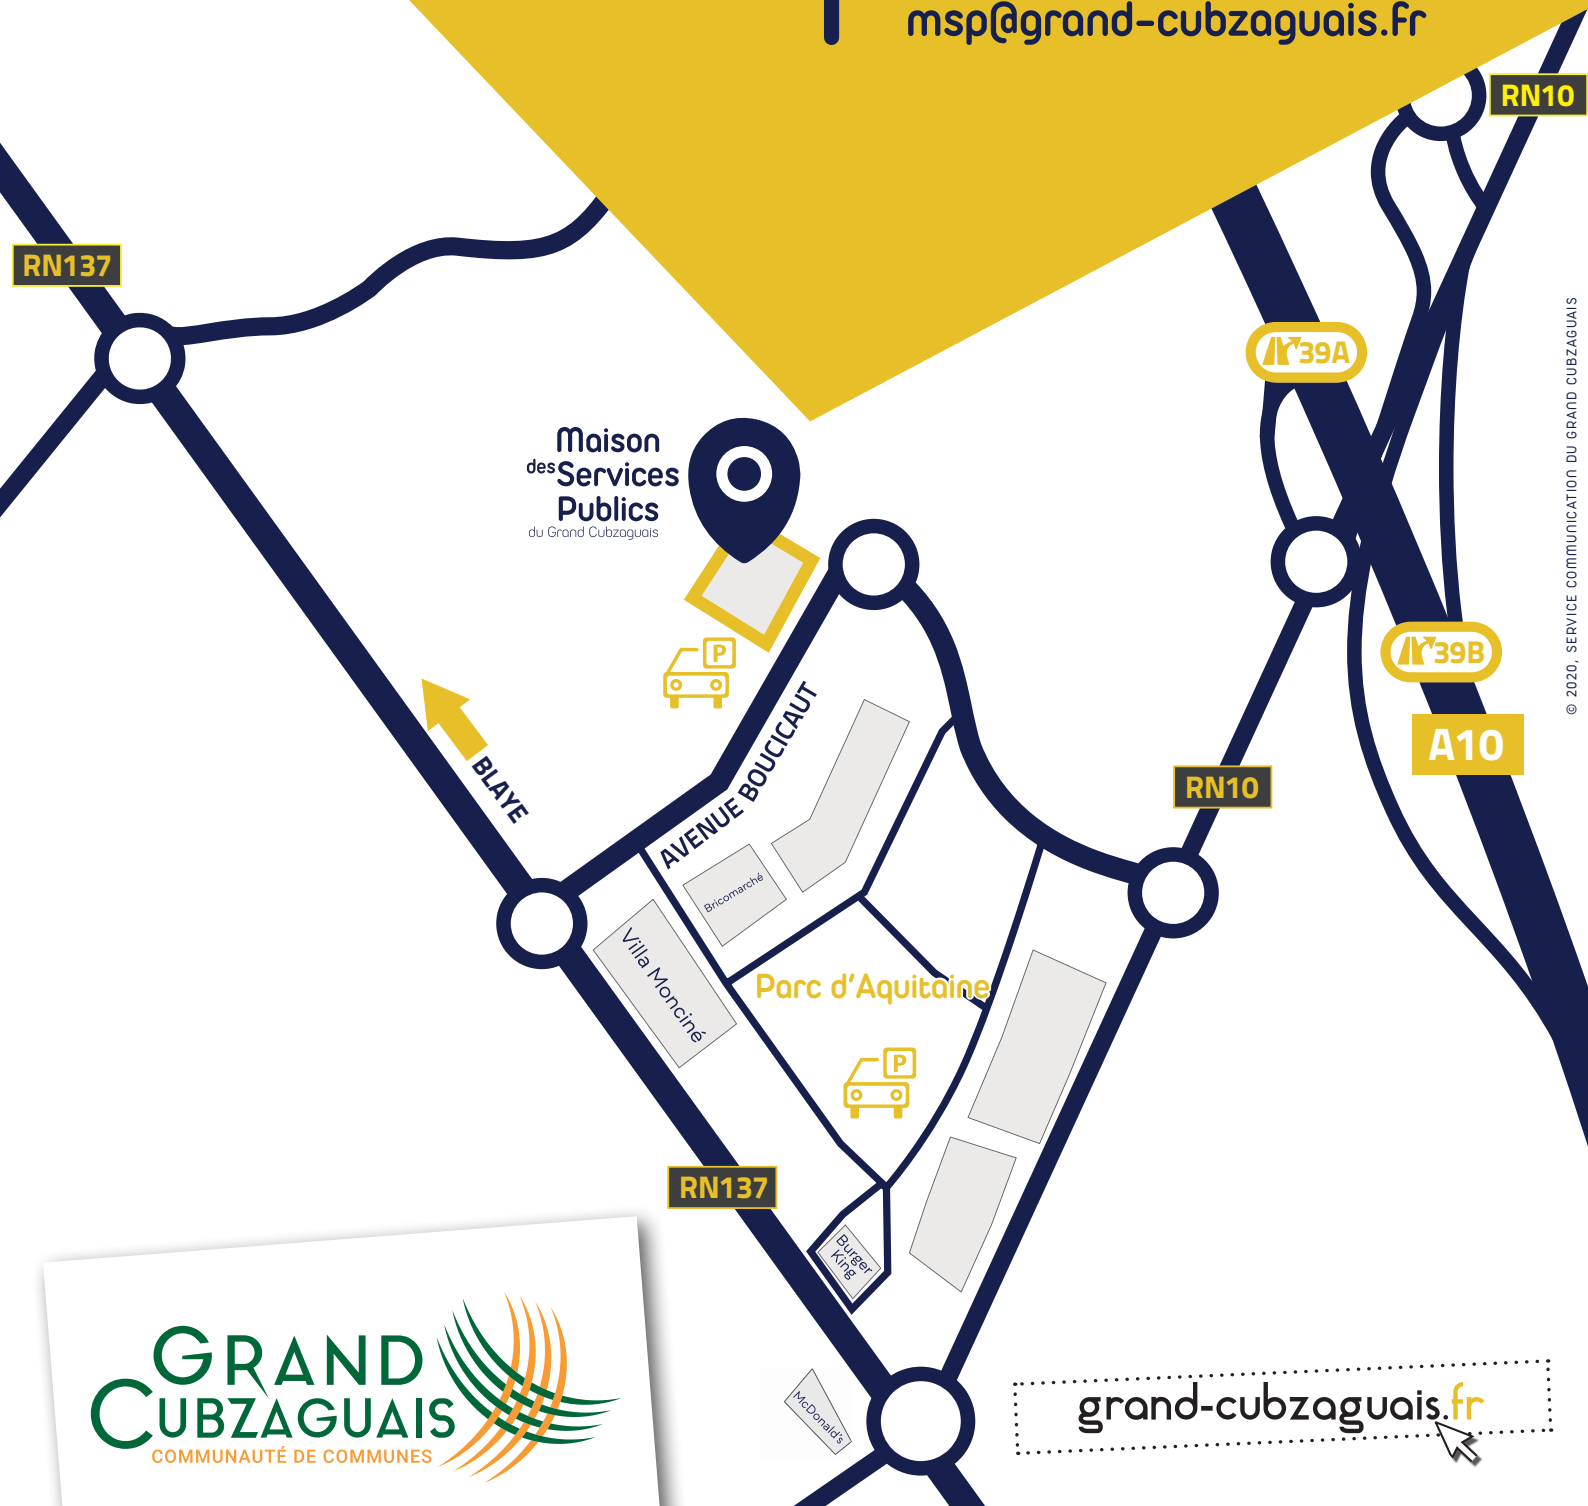 msp@grand-cubzaguais.fr
RN10
RN137
39A
Maison
des Services
Publics
du Grand Cubzaguais
P
39B
A10
AVENUE BOUCICAUT
BLAYE
RN10
Bricomarché
Villa Monciné
Parc d'Aquitaine
P
RN137
Burger
King
McDonald's
GRAND
CUBZAGUAIS
COMMUNAUTÉ DE COMMUNES
grand-cubzaguais.fr
© 2020, SERVICE COMMUNICATION DU GRAND CUBZAGUAIS